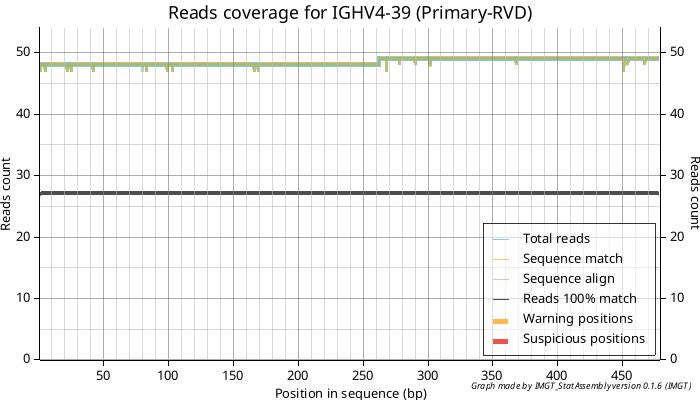 Reads coverage for IGHV4-39 (Primary-RVD)
50
40
30
20
10
0
50
40
30
20
10
0
Reads count
Reads count
Total reads
Sequence match
Sequence align
Reads 100% match
Warning positions
Suspicious positions
50 100 150 200 250 300 350 400 450
Position in sequence (bp)
Graph made by IMGT_StatAssembly version 0.1.6 (IMGT)